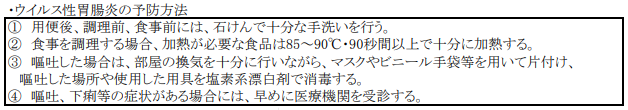 ・ウイルス性胃腸炎の予防方法
① 用便後、調理前、食事前には、石けんで十分な手洗いを行う。
② 食事を調理する場合、加熱が必要な食品は85～90℃・90秒間以上で十分に加熱する。
③ 嘔吐した場合は、部屋の換気を十分に行いながら、マスクやビニール手袋等を用いて片付け、
嘔吐した場所や使用した用具を塩素系漂白剤で消毒する。
④ 嘔吐、下痢等の症状がある場合には、早めに医療機関を受診する。